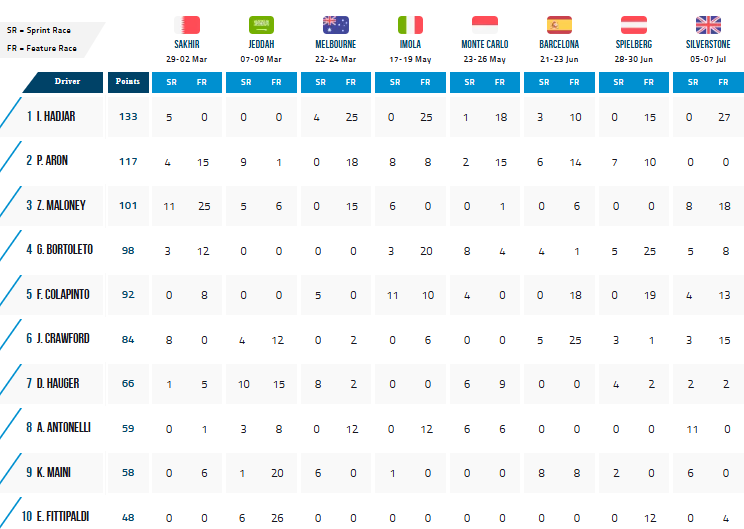 SR = Sprint Race
FR = Feature Race
SAKHIR JEDDAH MELBOURNE IMOLA MONTE CARLO BARCELONA SPIELBERG SILVERSTONE
29-02 Mar 07-09 Mar 22-24 Mar 17-19 May 23-26 May 21-23 Jun 28-30 Jun 05-07 Jul
Driver Points SR FR SR FR SR FR SR FR SR FR SR FR SR FR SR FR
1 I. HADJAR 133 5 0 0 0 4 25 0 25 1 18 3 10 0 15 0 27
2 P. ARON 117 4 15 9 1 0 18 8 8 2 15 6 14 7 10 0 0
3 Z. MALONEY 101 11 25 5 6 0 15 6 0 0 1 0 6 0 0 8 18
4 G. BORTOLETO 98 3 12 0 0 0 0 3 20 8 4 4 1 5 25 5 8
5 F. COLAPINTO 92 0 8 0 0 5 0 11 10 4 0 0 18 0 19 4 13
6 J. CRAWFORD 84 8 0 4 12 0 2 0 6 0 0 5 25 3 1 3 15
7 D. HAUGER 66 1 5 10 15 8 2 0 0 6 9 0 0 4 2 2 2
8 A. ANTONELLI 59 0 1 3 8 0 12 0 12 6 6 0 0 0 0 11 0
9 K. MAINI 58 0 6 1 20 6 0 1 0 0 0 8 8 2 0 6 0
10 E. FITTIPALDI 48 0 0 6 26 0 0 0 0 0 0 0 0 0 12 0 4